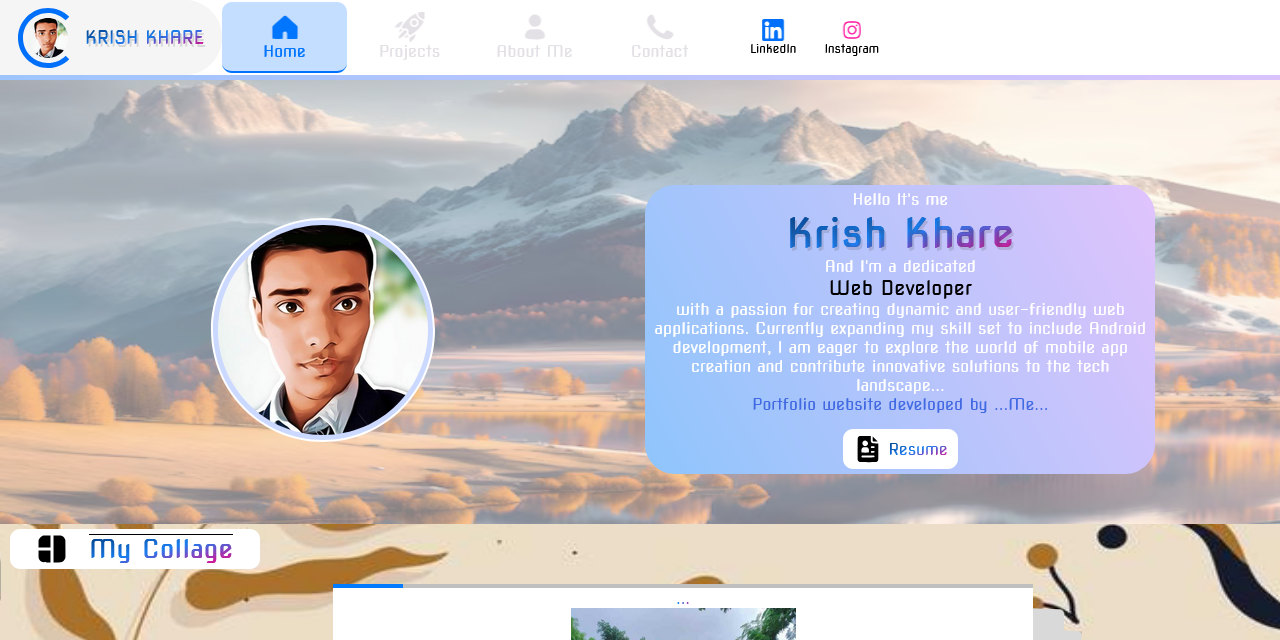 KRISH KHARE
Home
Projects
About Me
Contact
LinkedIn
Instagram
Hello It's me
Krish Khare
And I'm a dedicated
Web Developer
with a passion for creating dynamic and user-friendly web
applications. Currently expanding my skill set to include Android
development, I am eager to explore the world of mobile app
creation and contribute innovative solutions to the tech
landscape...
Portfolio website developed by ...Me...
Resume
My Collage
...